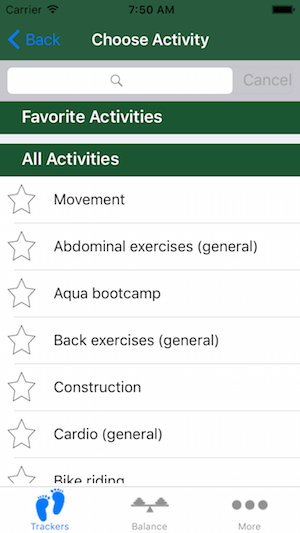 Carrier 7:50 AM
Back Choose Activity
Cancel
Favorite Activities
All Activities
Movement
Abdominal exercises (general)
Aqua bootcamp
Back exercises (general)
Construction
Cardio (general)
Bike riding
Trackers Balance More